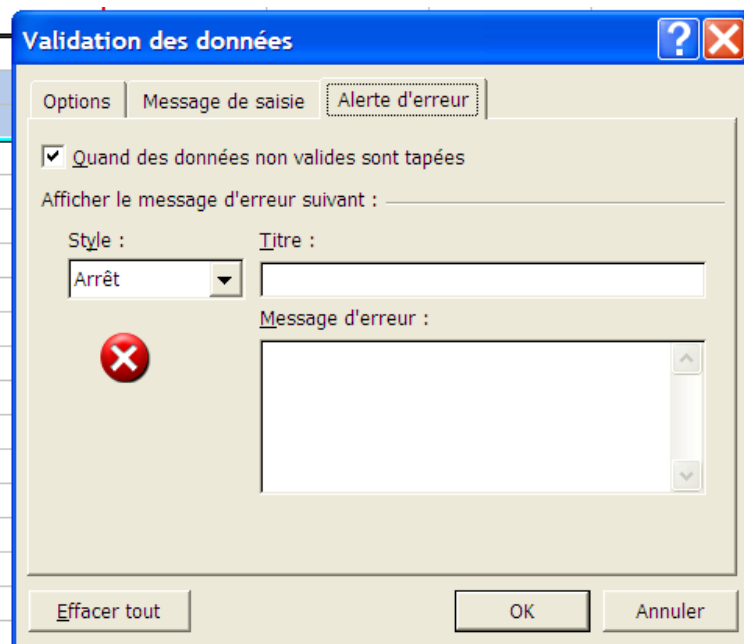 Validation des données
Options Message de saisie Alerte d'erreur
Quand des données non valides sont tapées
Afficher le message d'erreur suivant :
Style : Titre :
Arrêt
Message d'erreur :
Effacer tout OK Annuler